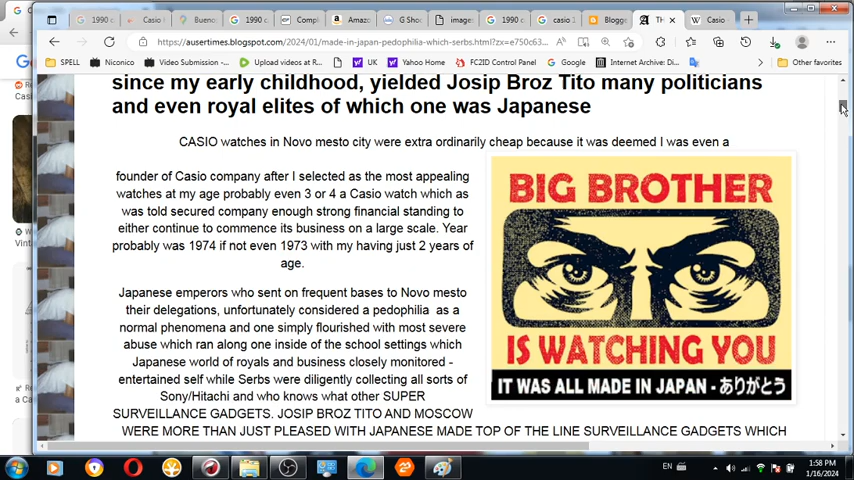 1990 c
Casio
Bueno
1990 c
Compl
Amazo
G Shoc
images
1990 c
casio
Blogge
TH
Casio
https://ausertimes.blogspot.com/2024/01/made-in-japan-pedophilia-which-serbs.html?zx=e750c63...
SPELL
Niconico
Video Submission -...
Upload videos at R...
UK
Yahoo Home
FC2ID Control Panel
Google
Internet Archive: Di...
Other favorites
since my early childhood, yielded Josip Broz Tito many politicians
and even royal elites of which one was Japanese
CASIO watches in Novo mesto city were extra ordinarily cheap because it was deemed I was even a
founder of Casio company after I selected as the most appealing
watches at my age probably even 3 or 4 a Casio watch which as
was told secured company enough strong financial standing to
either continue to commence its business on a large scale. Year
probably was 1974 if not even 1973 with my having just 2 years of
age.
BIG BROTHER
IS WATCHING YOU
IT WAS ALL MADE IN JAPAN - ありがとう
Japanese emperors who sent on frequent bases to Novo mesto
their delegations, unfortunately considered a pedophilia as a
normal phenomena and one simply flourished with most severe
abuse which ran along one inside of the school settings which
Japanese world of royals and business closely monitored -
entertained self while Serbs were diligently collecting all sorts of
Sony/Hitachi and who knows what other SUPER
SURVEILLANCE GADGETS. JOSIP BROZ TITO AND MOSCOW
WERE MORE THAN JUST PLEASED WITH JAPANESE MADE TOP OF THE LINE SURVEILLANCE GADGETS WHICH
EN
1:58 PM
1/16/2024